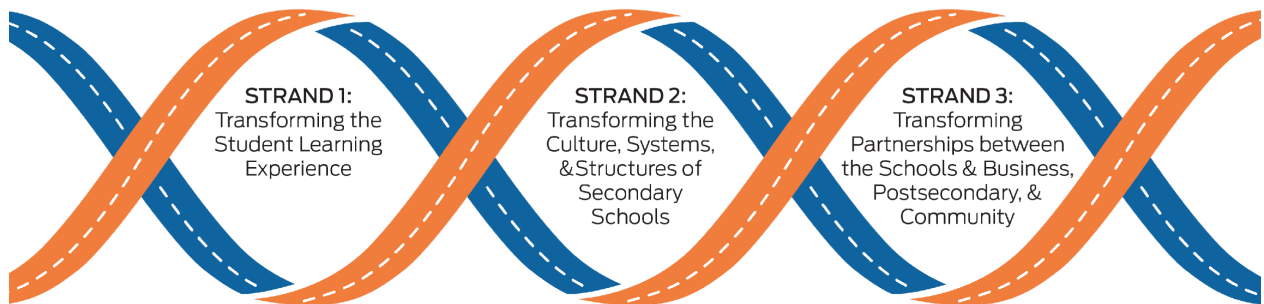 STRAND 1:
Transforming the
Student Learning
Experience
STRAND 2:
Transforming the
Culture, Systems,
&Structures of
Secondary
Schools
STRAND 3:
Transforming
Partnerships between
the Schools & Business,
Postsecondary, &
Community